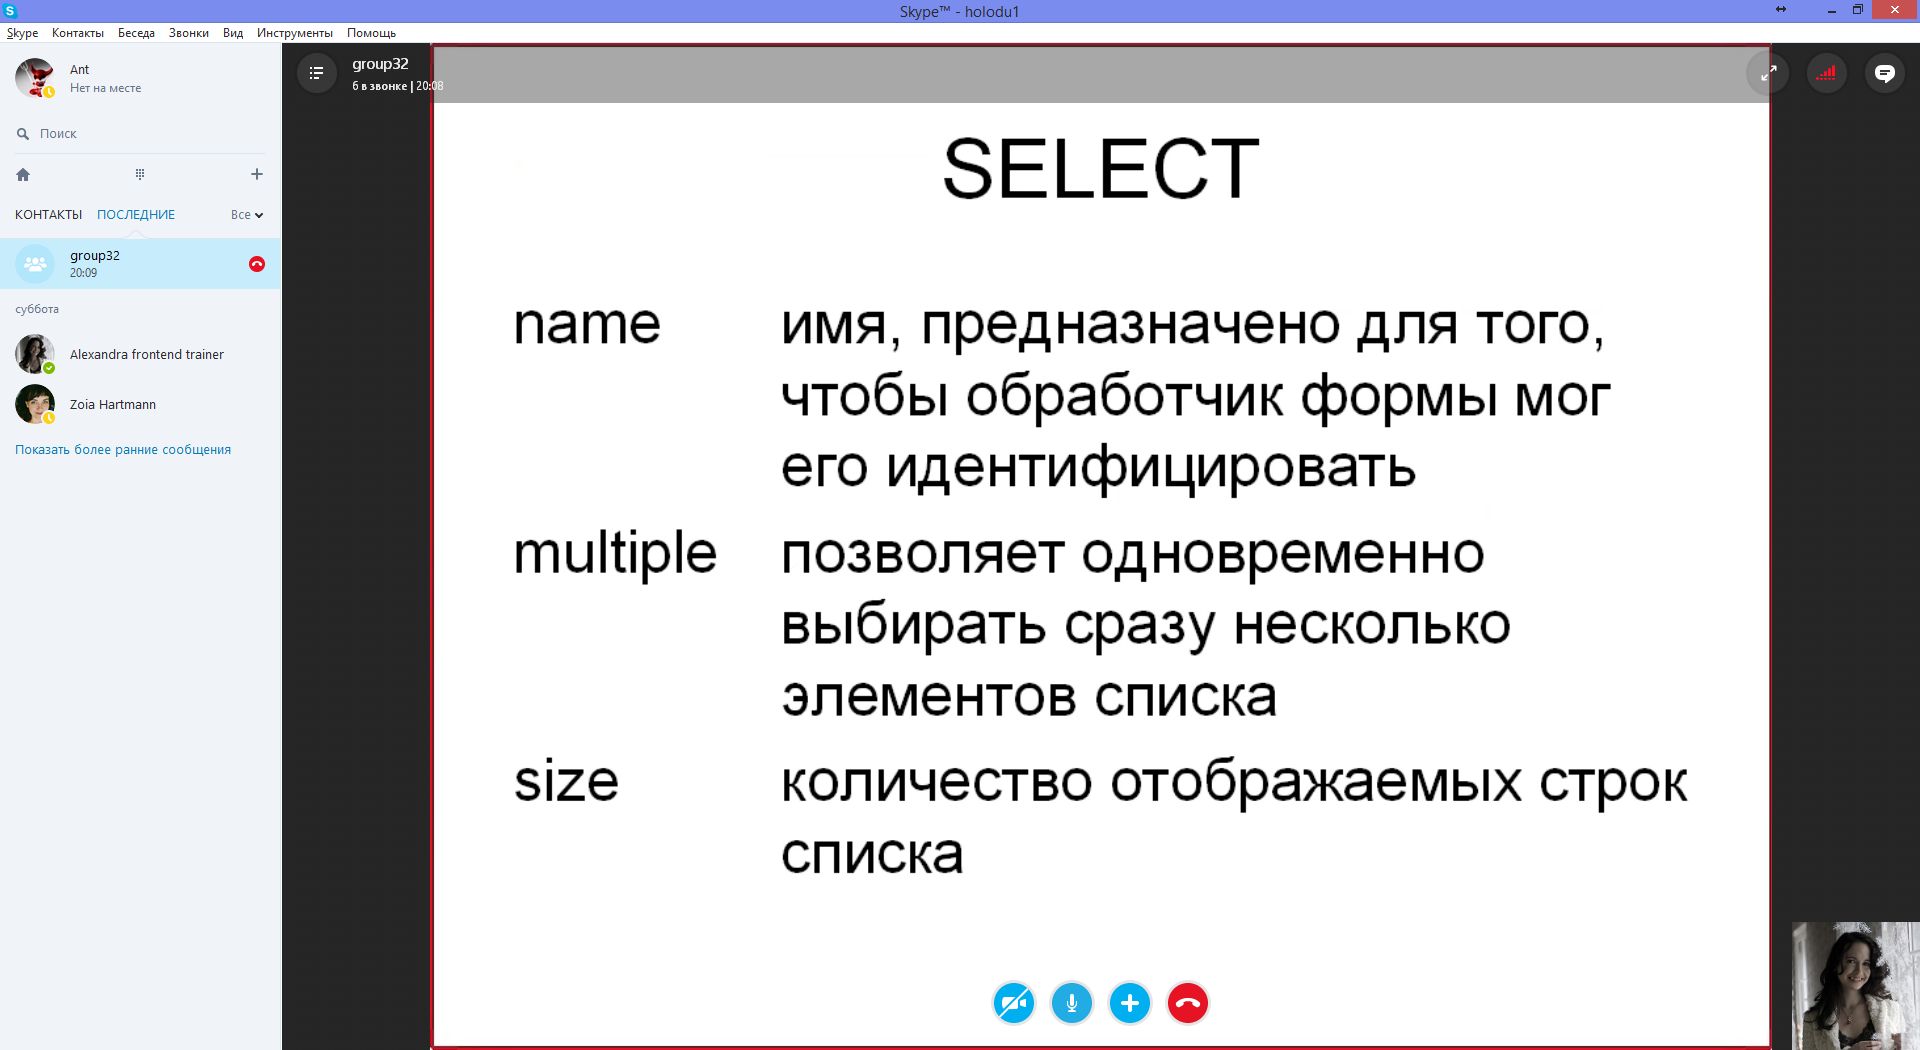 Skype™ - holodu1
Skype Контакты Беседа Звонки Вид Инструменты Помощь
Ant
Нет на месте
Поиск
КОНТАКТЫ ПОСЛЕДНИЕ Все
group32
20:09
суббота
Alexandra frontend trainer
Zoia Hartmann
Показать более ранние сообщения
group32
6 в звонке | 20:08
SELECT
name имя, предназначено для того,
чтобы обработчик формы мог
его идентифицировать
multiple позволяет одновременно
выбирать сразу несколько
элементов списка
size количество отображаемых строк
списка